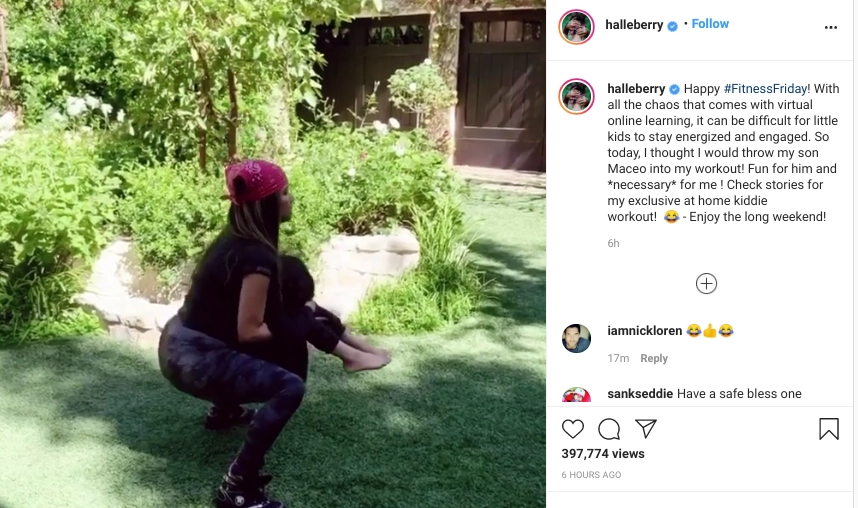 halleberry • Follow
halleberry Happy #FitnessFriday! With
all the chaos that comes with virtual
online learning, it can be difficult for little
kids to stay energized and engaged. So
today, I thought I would throw my son
Maceo into my workout! Fun for him and
*necessary* for me ! Check stories for
my exclusive at home kiddie
workout! 😂 - Enjoy the long weekend!
6h
iamnickloren 😂👍😂
17m Reply
sankseddie Have a safe bless one
397,774 views
6 HOURS AGO